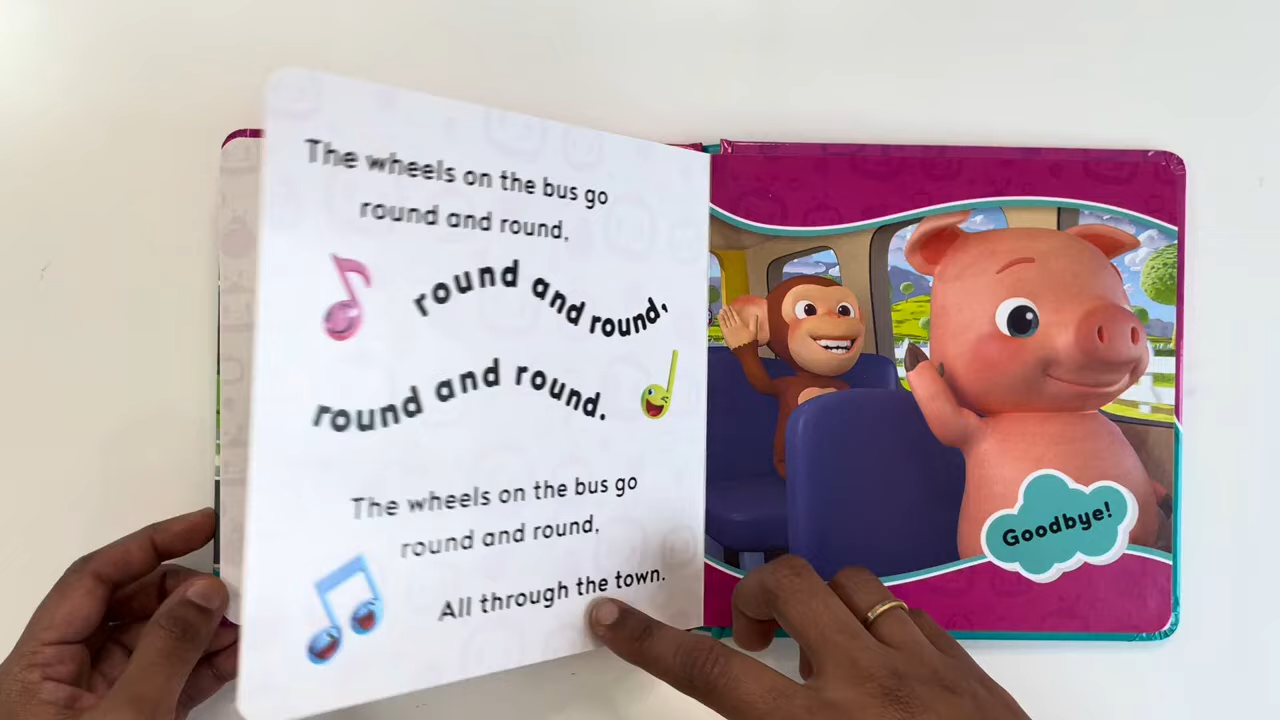 The wheels on the bus go
round and round,
round and round,
round and round.
The wheels on the bus go
round and round,
All through the town.
Goodbye!